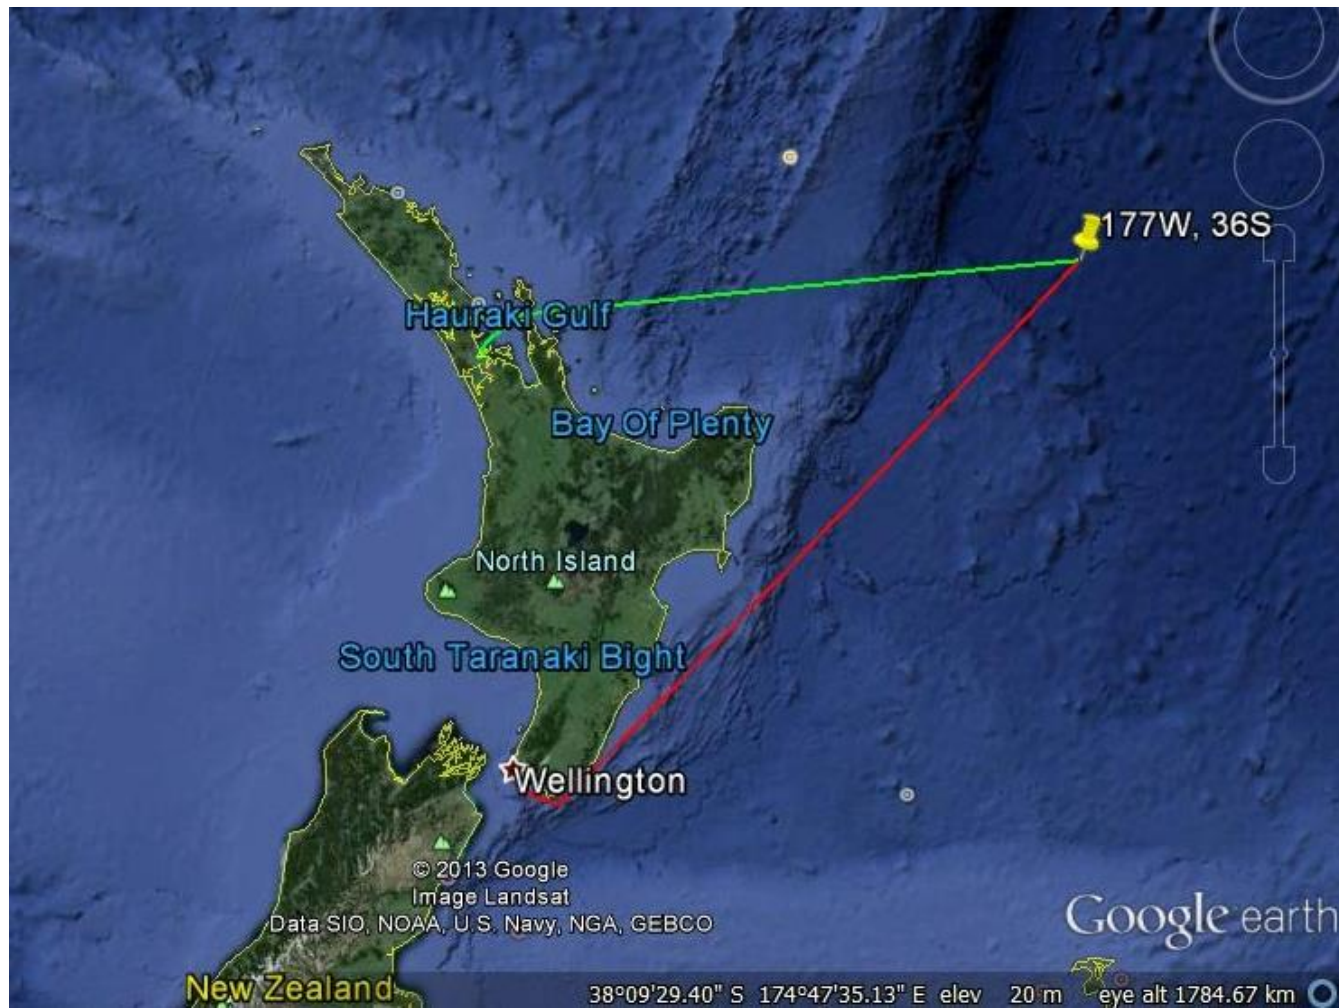 177W, 36S
Hauraki Gulf
Bay Of Plenty
North Island
South Taranaki Bight
Wellington
© 2013 Google
Image Landsat
Data SIO, NOAA, U.S. Navy, NGA, GEBCO
Google earth
New Zealand
38°09'29.40" S 174°47'35.13" E elev 20 m eye alt 1784.67 km